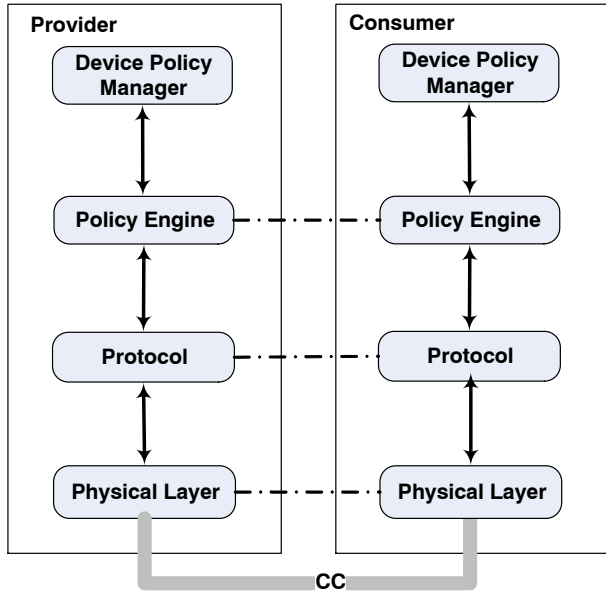 Provider
Device Policy
Manager
Policy Engine
Protocol
Physical Layer
Consumer
Device Policy
Manager
Policy Engine
Protocol
Physical Layer
CC